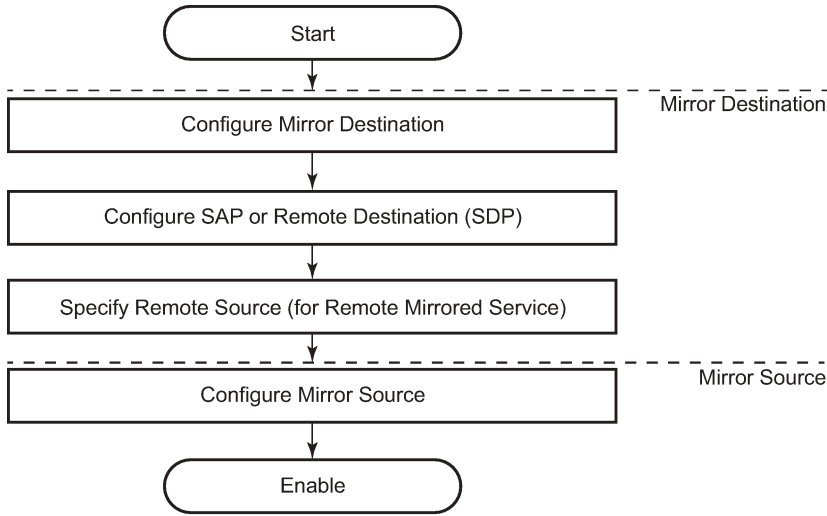 Start
Mirror Destination
Configure Mirror Destination
Configure SAP or Remote Destination (SDP)
Specify Remote Source (for Remote Mirrored Service)
Mirror Source
Configure Mirror Source
Enable